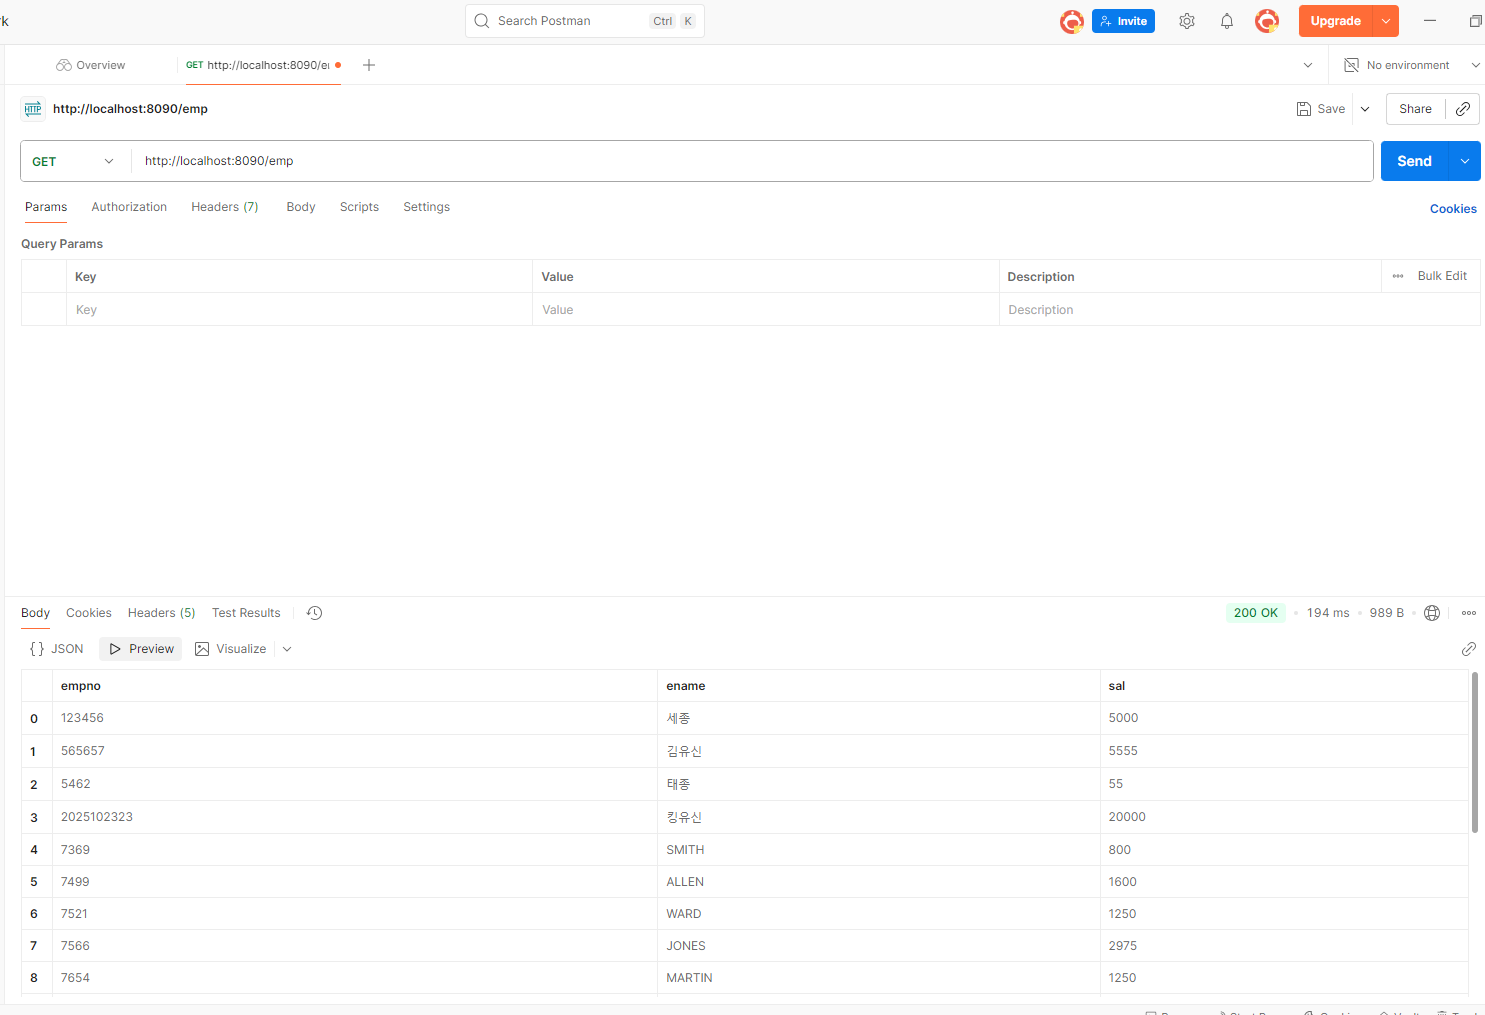 rk
Search Postman Ctrl K Invite Upgrade
Overview GET http://localhost:8090/e No environment
HTTP http://localhost:8090/emp Save Share
GET http://localhost:8090/emp Send
Params Authorization Headers (7) Body Scripts Settings Cookies
Query Params
Key Value Description Bulk Edit
Key Value Description
Body Cookies Headers (5) Test Results 200 OK • 194 ms • 989 B •
{ } JSON Preview Visualize
empno ename sal
0 123456 세종 5000
1 565657 김유신 5555
2 5462 태종 55
3 2025102323 킹유신 20000
4 7369 SMITH 800
5 7499 ALLEN 1600
6 7521 WARD 1250
7 7566 JONES 2975
8 7654 MARTIN 1250